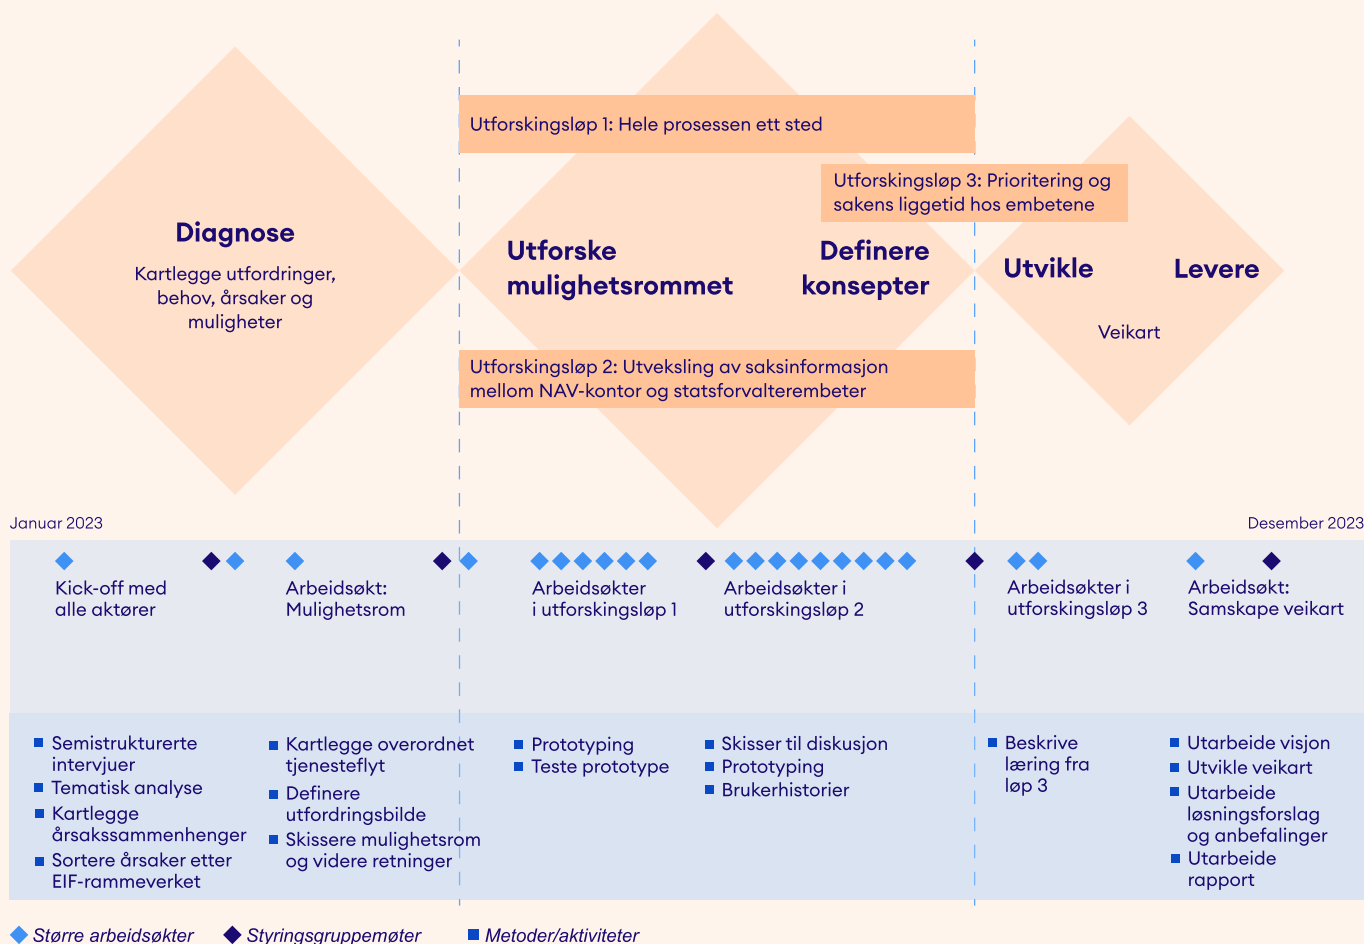 Utforskingsløp 1: Hele prosessen ett sted
Utforskingsløp 3: Prioritering og
sakens liggetid hos embetene
Diagnose
Kartlegge utfordringer,
behov, årsaker og
muligheter
Utforske
mulighetsrommet
Definere
konsepter
Utvikle
Levere
Veikart
Utforskingsløp 2: Utveksling av saksinformasjon
mellom NAV-kontor og statsforvalterembeter
Januar 2023
Desember 2023
Kick-off med
alle aktører
Arbeidsøkt:
Mulighetsrom
Arbeidsøkter
i utforskingsløp 1
Arbeidsøkter i
utforskingsløp 2
Arbeidsøkter i
utforskingsløp 3
Arbeidsøkt:
Samskape veikart
Semistrukturerte
intervjuer
Tematisk analyse
Kartlegge
årsakssammenhenger
Sortere årsaker etter
EIF-rammeverket
Kartlegge overordnet
tjenesteflyt
Definere
utfordringsbilde
Skissere mulighetsrom
og videre retninger
Prototyping
Teste prototype
Skisser til diskusjon
Prototyping
Brukerhistorier
Beskrive
læring fra
løp 3
Utarbeide visjon
Utvikle veikart
Utarbeide
løsningsforslag
og anbefalinger
Utarbeide
rapport
Større arbeidsøkter
Styringsgruppemøter
Metoder/aktiviteter